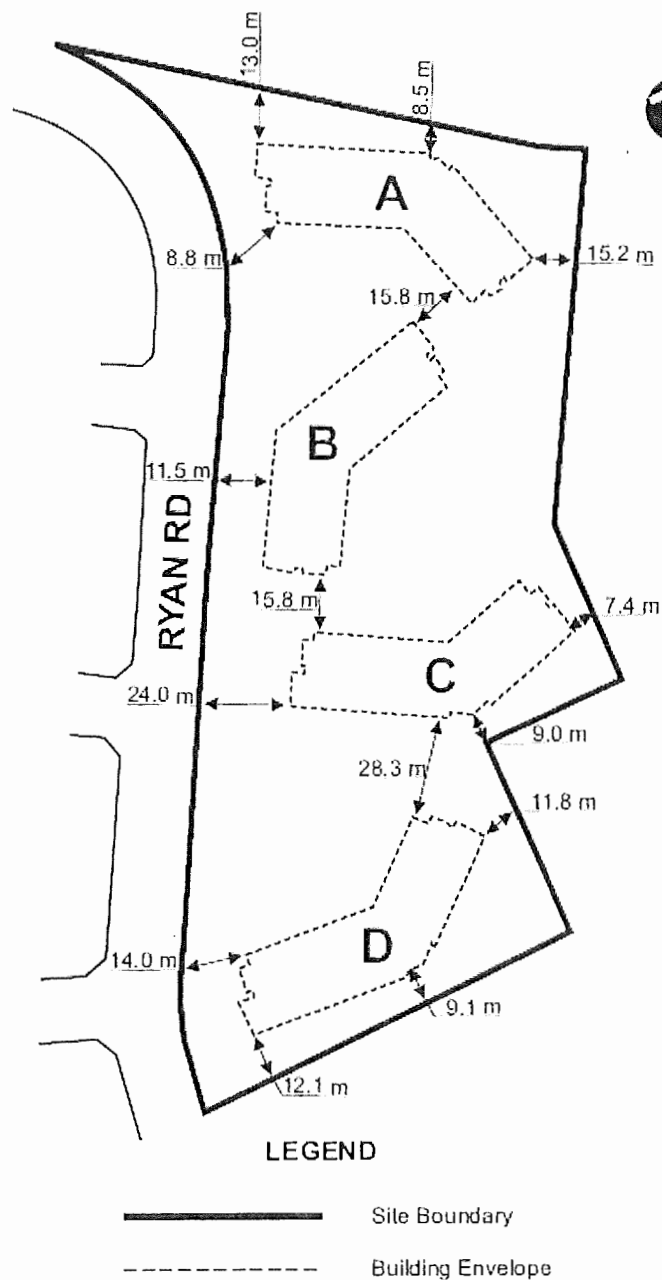 13.0 m
8.5 m
A
8.8 m
15.2 m
15.8 m
B
11.5 m
RYAN RD
15.8 m
7.4 m
C
24.0 m
9.0 m
28.3 m
11.8 m
D
14.0 m
9.1 m
12.1 m
LEGEND
Site Boundary
Building Envelope